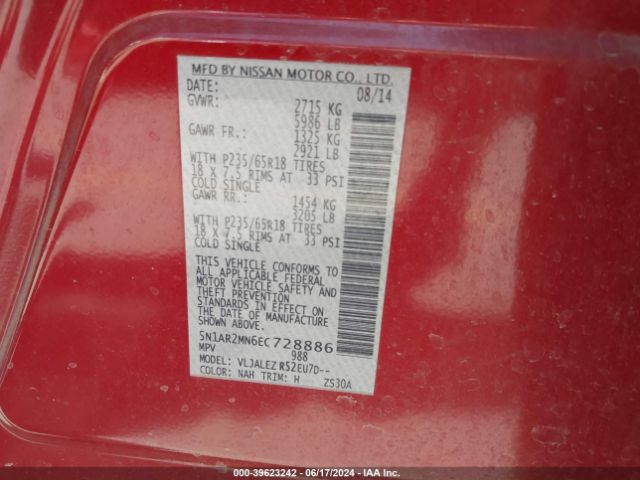 MFD BY NISSAN MOTOR CO., LTD.
DATE: 08/14
GVWR: 2715 KG
5986 LB
GAWR FR.: 1325 KG
2921 LB
WITH P235/65R18 TIRES
18 X 7.5 RIMS AT 33 PSI
COLD SINGLE
GAWR RR.: 1454 KG
3205 LB
WITH P235/65R18 TIRES
18 X 7.5 RIMS AT 33 PSI
COLD SINGLE
THIS VEHICLE CONFORMS TO
ALL APPLICABLE FEDERAL
MOTOR VEHICLE SAFETY AND
THEFT PREVENTION
STANDARDS IN EFFECT ON
THE DATE OF MANUFACTURE
SHOWN ABOVE.
5N1AR2MN6EC728886
MPV 988
MODEL: VLJALEZ R52EU7D--
COLOR: NAH TRIM: H ZS30A
000-39623242 / 06/17/2024 / IAA Inc.